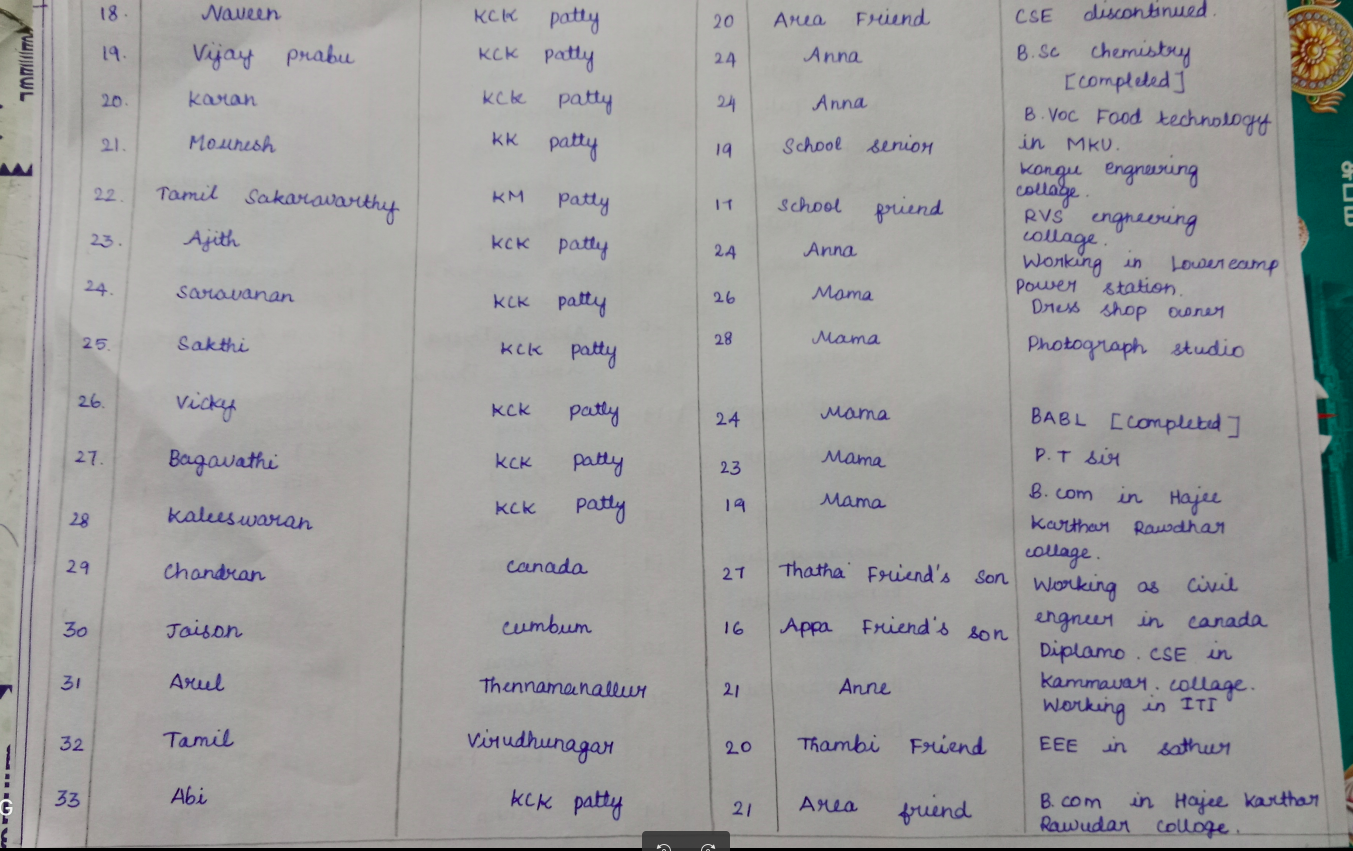 18. Naveen KCK patty 20 Area Friend CSE discontinued.
19. Vijay prabu KCK patty 24 Anna B.Sc chemistry
[completed]
20. Karan KCK patty 24 Anna B.Voc Food technology
in MKU.
21. Mounesh KK patty 19 School senior Kongu engneering
collage.
22. Tamil Sakaravarthy KM patty 17 School friend RVS engneering
collage.
23. Ajith KCK patty 24 Anna Working in Lowercamp
power station.
24. Saravanan KCK patty 26 Mama Dress shop owner
25. Sakthi KCK patty 28 Mama Photograph studio
26. Vicky KCK patty 24 Mama BABL [completed]
27. Bagavathi KCK patty 23 Mama P.T sir
28 Kaleeswaran KCK patty 19 Mama B.com in Hajee
Karthar Rawdhar
collage.
29 Chandran Canada 27 Thatha Friend's son Working as civil
engneer in canada
30 Jaison Cumbum 16 Appa Friend's son Diplamo. CSE in
Kammavar. collage.
31 Arul Thennamanallur 21 Anne Working in ITI
32 Tamil Virudhunagar 20 Thambi Friend EEE in sathur
33 Abi KCK patty 21 Area friend B.com in Hajee Karthar
Rawudar colloge.